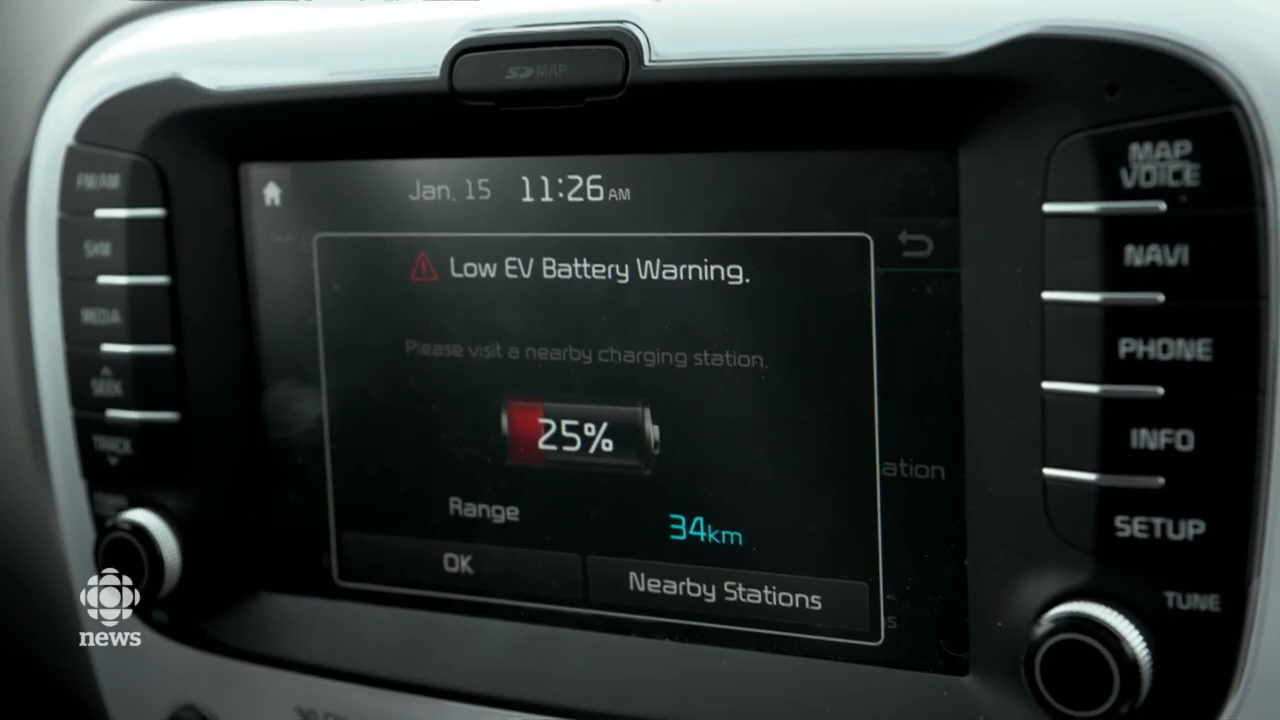 SD MAP
FM/AM
SXM
MEDIA
SEEK
TRACK
Jan. 15 11:26 AM
Low EV Battery Warning.
Please visit a nearby charging station.
25%
Range 34km
OK
Nearby Stations
ation
s
MAP
VOICE
NAVI
PHONE
INFO
SETUP
TUNE
news